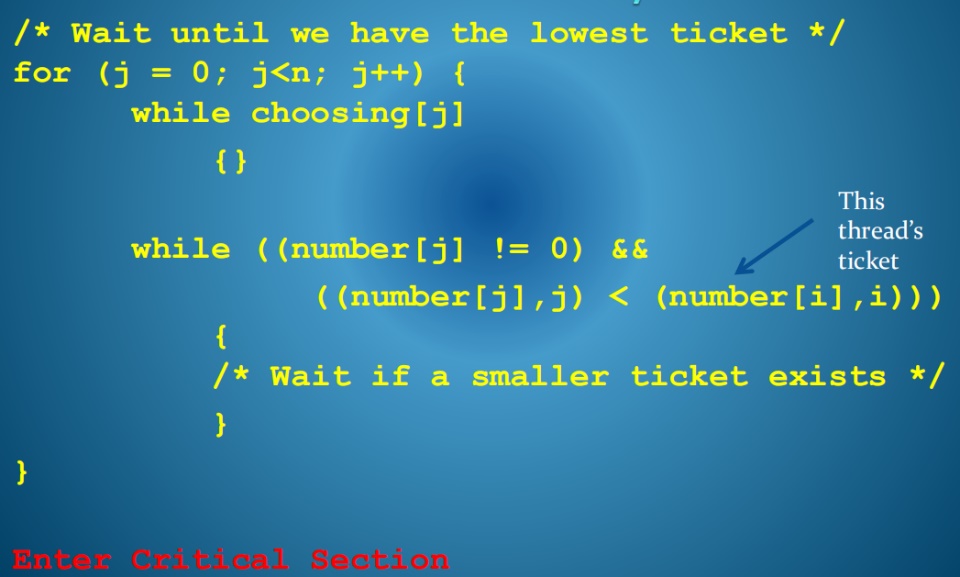 /* Wait until we have the lowest ticket */
for (j = 0; j<n; j++) {
while choosing[j]
{}
This
thread's
ticket
while ((number[j] != 0) &&
((number[j],j) < (number[i],i)))
{
/* Wait if a smaller ticket exists */
}
}
Enter Critical Section